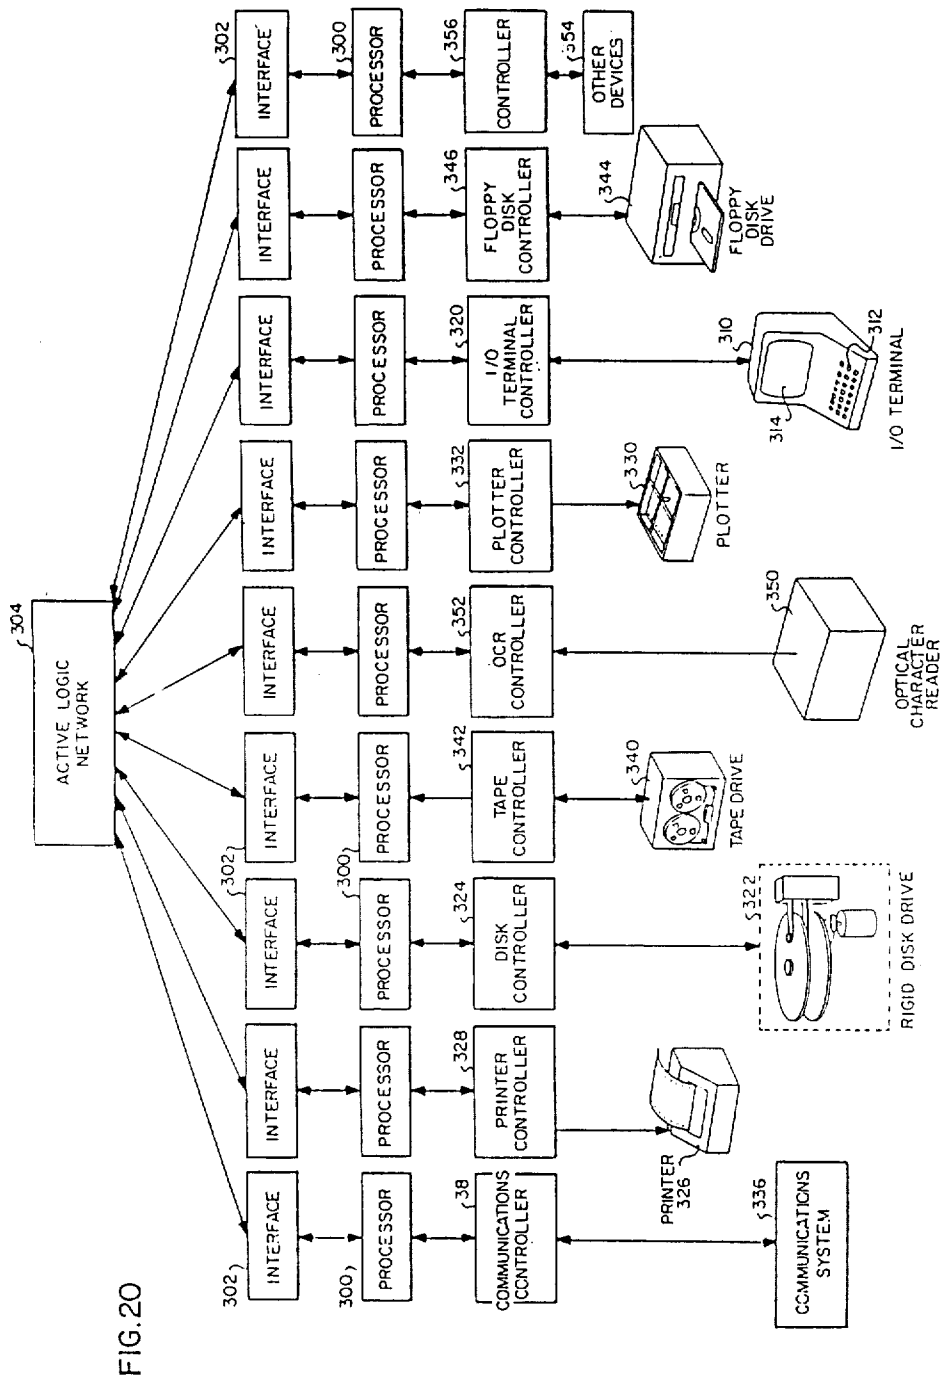 FIG.20
304
ACTIVE LOGIC
NETWORK
302
INTERFACE
INTERFACE
INTERFACE
302
INTERFACE
INTERFACE
INTERFACE
INTERFACE
INTERFACE
INTERFACE
302
300
PROCESSOR
PROCESSOR
PROCESSOR
300
PROCESSOR
PROCESSOR
PROCESSOR
PROCESSOR
PROCESSOR
PROCESSOR
300
38
COMMUNICATIONS
CONTROLLER
328
PRINTER
CONTROLLER
324
DISK
CONTROLLER
342
TAPE
CONTROLLER
352
OCR
CONTROLLER
332
PLOTTER
CONTROLLER
320
I/O
TERMINAL
CONTROLLER
346
FLOPPY
DISK
CONTROLLER
356
CONTROLLER
354
OTHER
DEVICES
336
COMMUNICATIONS
SYSTEM
PRINTER
326
322
RIGID DISK DRIVE
340
TAPE DRIVE
350
OPTICAL
CHARACTER
READER
330
PLOTTER
310
314
312
I/O TERMINAL
344
FLOPPY
DISK
DRIVE